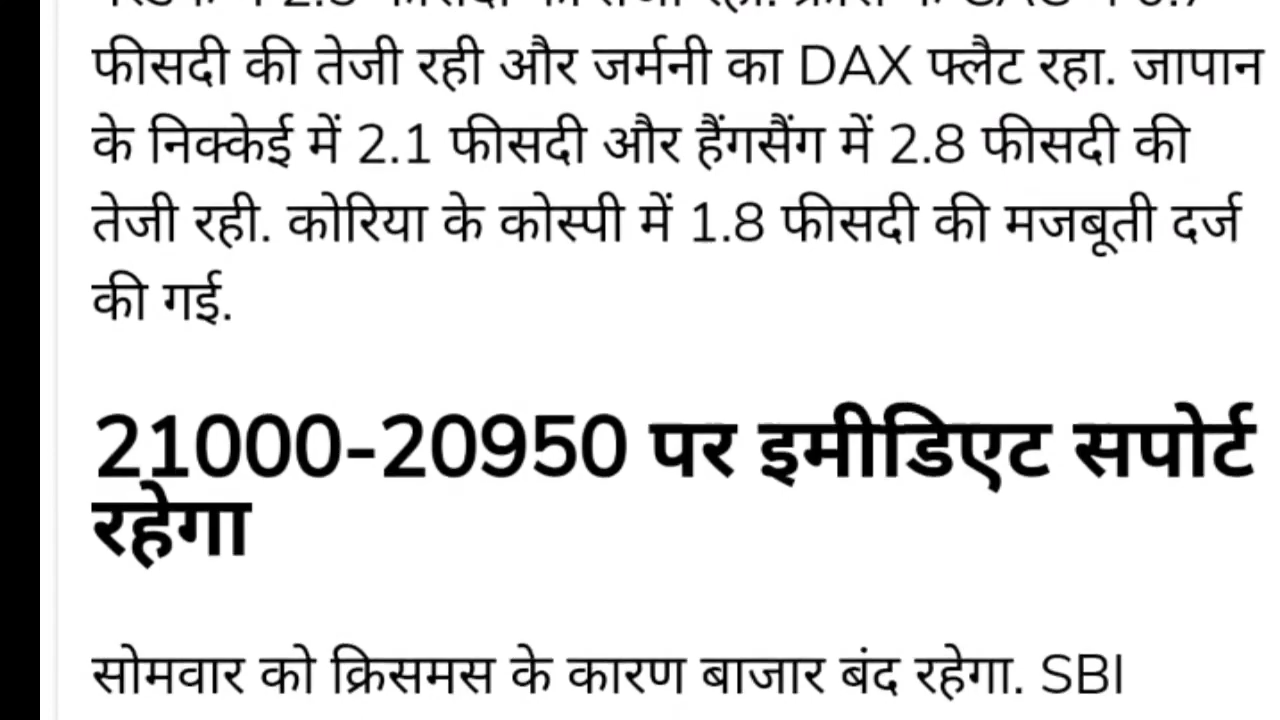 फीसदी की तेजी रही और जर्मनी का DAX फ्लैट रहा. जापान
के निक्केई में 2.1 फीसदी और हैंगसैंग में 2.8 फीसदी की
तेजी रही. कोरिया के कोस्पी में 1.8 फीसदी की मजबूती दर्ज
की गई.
21000-20950 पर इमीडिएट सपोर्ट
रहेगा
सोमवार को क्रिसमस के कारण बाजार बंद रहेगा. SBI